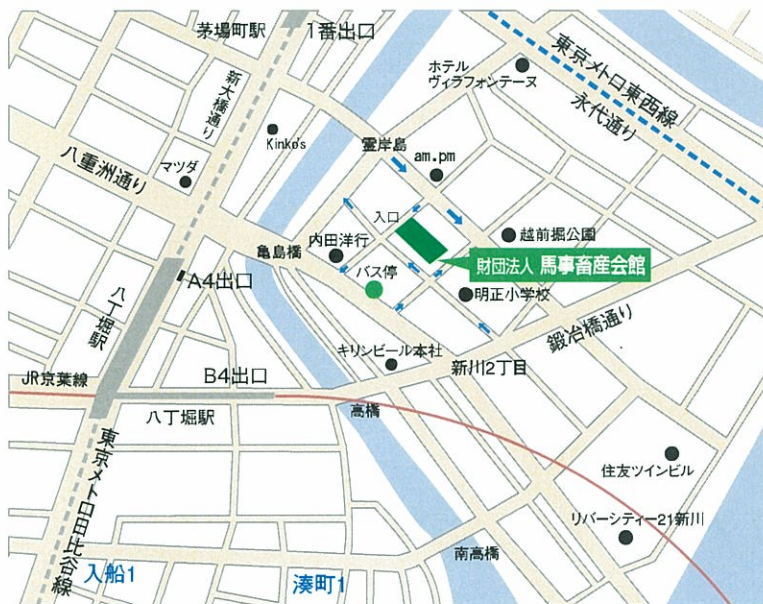 茅場町駅
1番出口
ホテル
ヴィラフォンテーヌ
東京メトロ東西線
永代通り
新大橋通り
Kinko's
霊岸島
am.pm
八重洲通り
マツダ
入口
越前堀公園
亀島橋
内田洋行
財団法人 馬事畜産会館
バス停
A4出口
明正小学校
八丁堀駅
鍛冶橋通り
キリンビール本社
新川2丁目
JR京葉線
B4出口
八丁堀駅
高橋
東京メトロ日比谷線
住友ツインビル
リバーシティー21新川
南高橋
入船1
湊町1